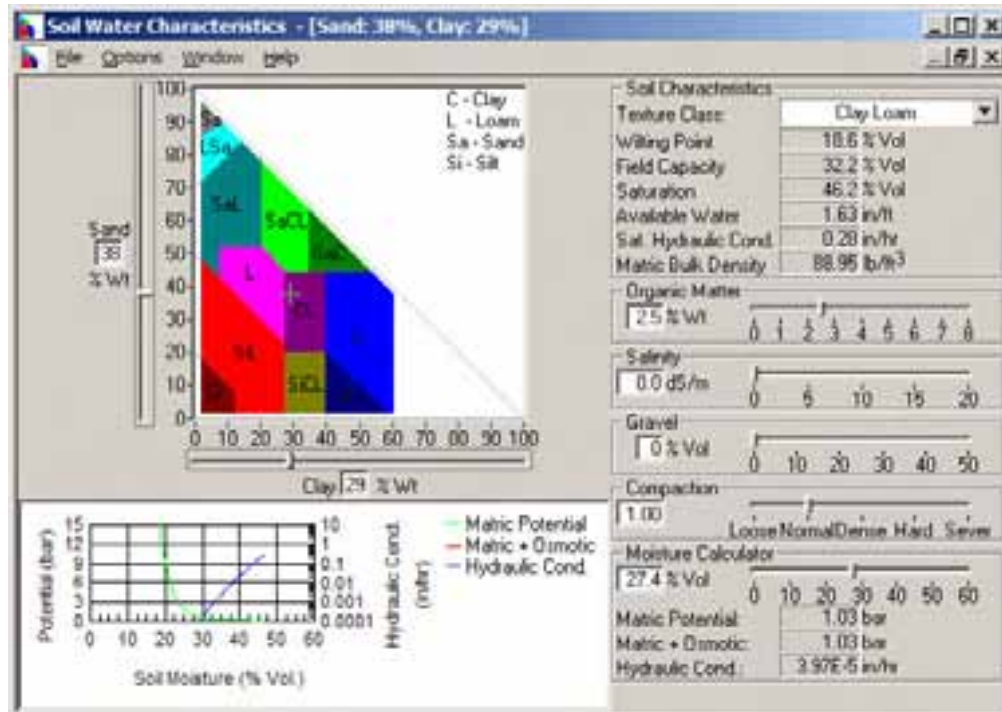 Soil Water Characteristics - [Sand: 38%, Clay: 29%]
File Options Window Help
C - Clay
L - Loam
Sa - Sand
Si - Silt
100
90
80
70
60
50
40
30
20
10
0
Sand
38
% Wt
Sa
LSa
SaL
SaCL
L
CL
SiL
SiCL
0 10 20 30 40 50 60 70 80 90 100
Clay 29 % Wt
Soil Characteristics
Texture Class: Clay Loam
Wilting Point 18.6 % Vol
Field Capacity 32.2 % Vol
Saturation 46.2 % Vol
Available Water 1.63 in/ft
Sat. Hydraulic Cond. 0.28 in/hr
Matric Bulk Density 88.95 lb/ft3
Organic Matter
2.5 % Wt
0 1 2 3 4 5 6 7 8
Salinity
0.0 dS/m
0 5 10 15 20
Gravel
0 % Vol
0 10 20 30 40 50
Compaction
1.00
Loose Normal Dense Hard Sever
Moisture Calculator
27.4 % Vol
0 10 20 30 40 50 60
Matric Potential: 1.03 bar
Matric + Osmotic: 1.03 bar
Hydraulic Cond.: 3.97E-5 in/hr
Potential (bar)
15
9
6
3
0
0 10 20 30 40 50 60
Soil Moisture (% Vol.)
10
1
0.1
0.01
0.001
0.0001
Hydraulic Cond.
(in/hr)
Matric Potential
Matric + Osmotic
Hydraulic Cond.